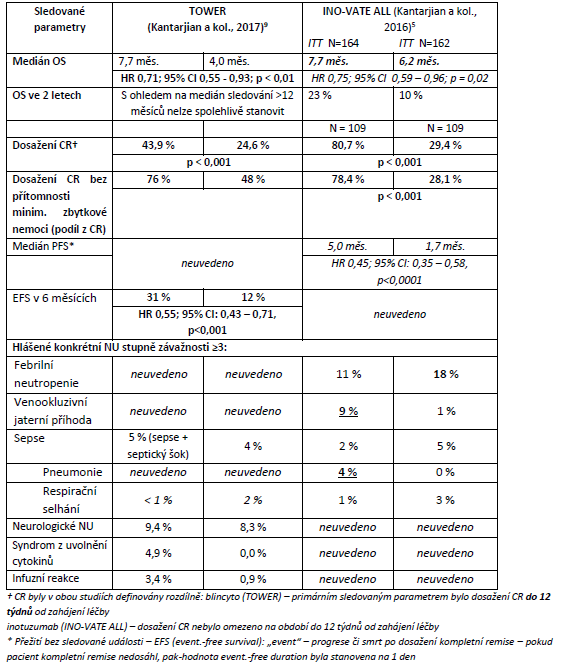 Sledované parametry
TOWER
(Kantarjian a kol., 2017)9
INO-VATE ALL (Kantarjian a kol., 2016)5
ITT N=164 ITT N=162
Medián OS 7,7 měs. 4,0 měs. 7,7 měs. 6,2 měs.
HR 0,71; 95% CI 0,55 - 0,93; p < 0,01 HR 0,75; 95% CI 0,59 – 0,96; p = 0,02
OS ve 2 letech S ohledem na medián sledování >12 měsíců nelze spolehlivě stanovit 23 % 10 %
N = 109 N = 109
Dosažení CR† 43,9 % 24,6 % 80,7 % 29,4 %
p < 0,001 p < 0,001
Dosažení CR bez přítomnosti minim. zbytkové nemoci (podíl z CR) 76 % 48 % 78,4 % 28,1 %
p < 0,001
Medián PFS* neuvedeno 5,0 měs. 1,7 měs.
HR 0,45; 95% CI: 0,35 – 0,58,
p<0,0001
EFS v 6 měsících 31 % 12 % neuvedeno
HR 0,55; 95% CI: 0,43 – 0,71,
p<0,001
Hlášené konkrétní NU stupně závažnosti ≥3:
Febrilní neutropenie neuvedeno neuvedeno 11 % 18 %
Venookluzivní jaterní příhoda neuvedeno neuvedeno 9 % 1 %
Sepse 5 % (sepse + septický šok) 4 % 2 % 5 %
Pneumonie neuvedeno neuvedeno 4 % 0 %
Respirační selhání < 1 % 2 % 1 % 3 %
Neurologické NU 9,4 % 8,3 % neuvedeno neuvedeno
Syndrom z uvolnění cytokinů 4,9 % 0,0 % neuvedeno neuvedeno
Infuzní reakce 3,4 % 0,9 % neuvedeno neuvedeno
† CR byly v obou studiích definovány rozdílně: blincyto (TOWER) – primárním sledovaným parametrem bylo dosažení CR do 12
týdnů od zahájení léčby
inotuzumab (INO-VATE ALL) – dosažení CR nebylo omezeno na období do 12 týdnů od zahájení léčby
* Přežití bez sledované události – EFS (event.-free survival): „event“ – progrese či smrt po dosažení kompletní remise – pokud
pacient kompletní remise nedosáhl, pak-hodnota event.-free duration byla stanovena na 1 den